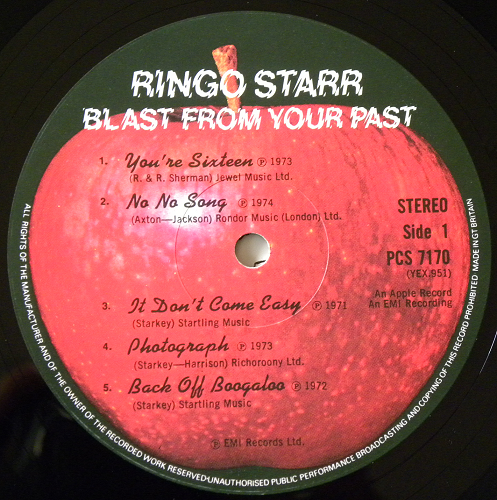 RINGO STARR
BLAST FROM YOUR PAST
1. You're Sixteen Ⓟ 1973
(R. & R. Sherman) Jewel Music Ltd.
2. No No Song Ⓟ 1974
(Axton—Jackson) Rondor Music (London) Ltd.
STEREO
Side 1
PCS 7170
(YEX.951)
An Apple Record
An EMI Recording
3. It Don't Come Easy Ⓟ 1971
(Starkey) Startling Music
4. Photograph Ⓟ 1973
(Starkey—Harrison) Richoroony Ltd.
5. Back Off Boogaloo Ⓟ 1972
(Starkey) Startling Music
Ⓟ EMI Records Ltd.
ALL RIGHTS OF THE MANUFACTURER AND OF THE OWNER OF THE RECORDED WORK RESERVED·UNAUTHORISED PUBLIC PERFORMANCE BROADCASTING AND COPYING OF THIS RECORD PROHIBITED MADE IN GT BRITAIN